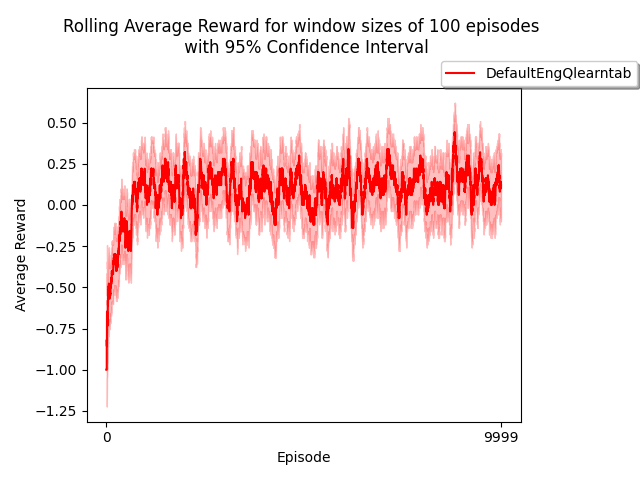 Rolling Average Reward for window sizes of 100 episodes
with 95% Confidence Interval
DefaultEngQlearntab
0.50
0.25
0.00
−0.25
−0.50
−0.75
−1.00
−1.25
Average Reward
0
9999
Episode